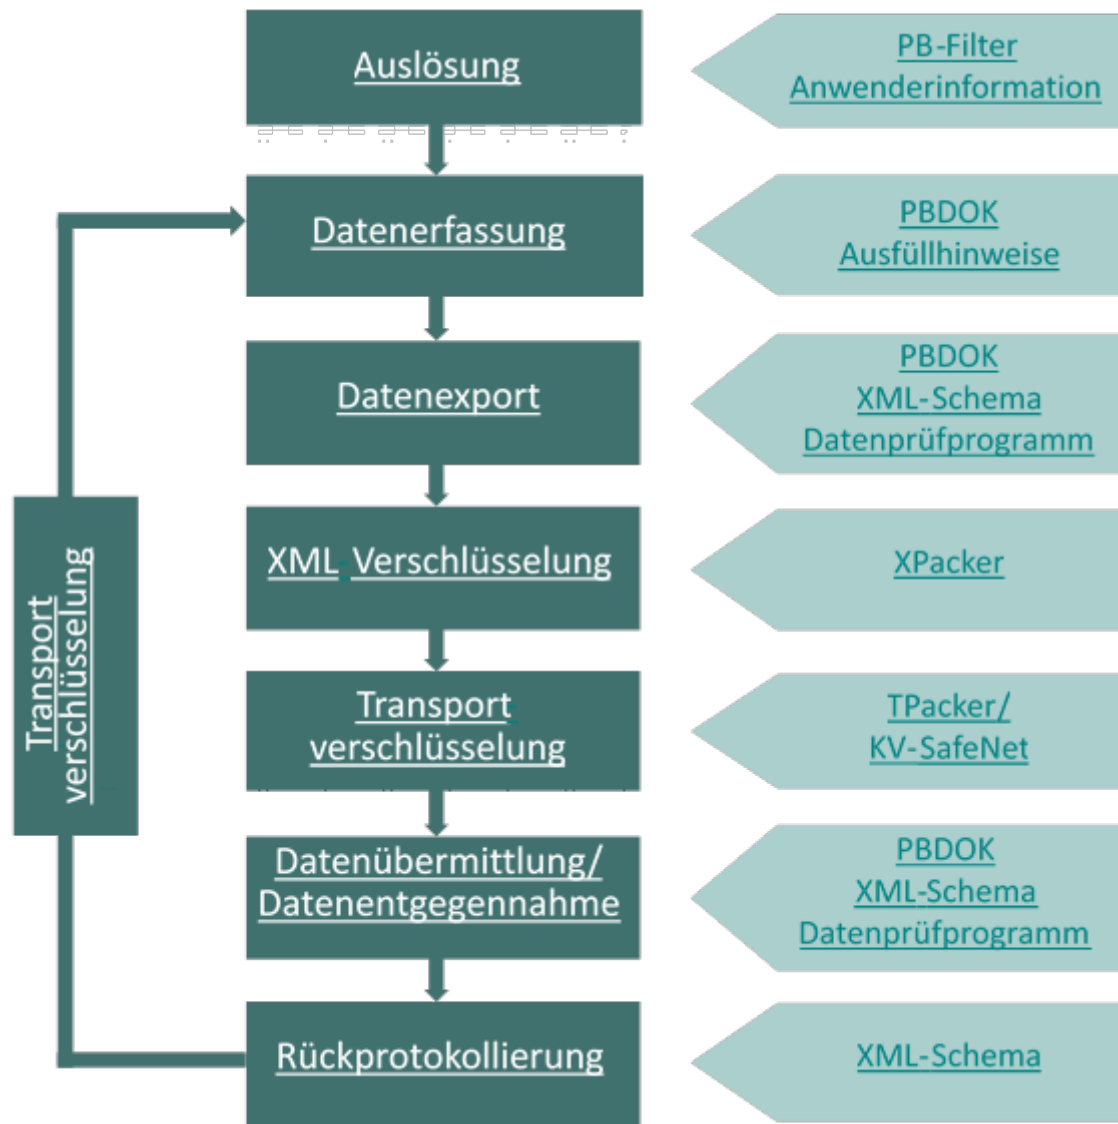 Auslösung
PB-Filter
Anwenderinformation
Datenerfassung
PBDOK
Ausfüllhinweise
Datenexport
PBDOK
XML-Schema
Datenprüfprogramm
XML- Verschlüsselung
XPacker
Transport
verschlüsselung
Transport-
verschlüsselung
TPacker/
KV-SafeNet
Datenübermittlung/
Datenentgegennahme
PBDOK
XML-Schema
Datenprüfprogramm
Rückprotokollierung
XML-Schema